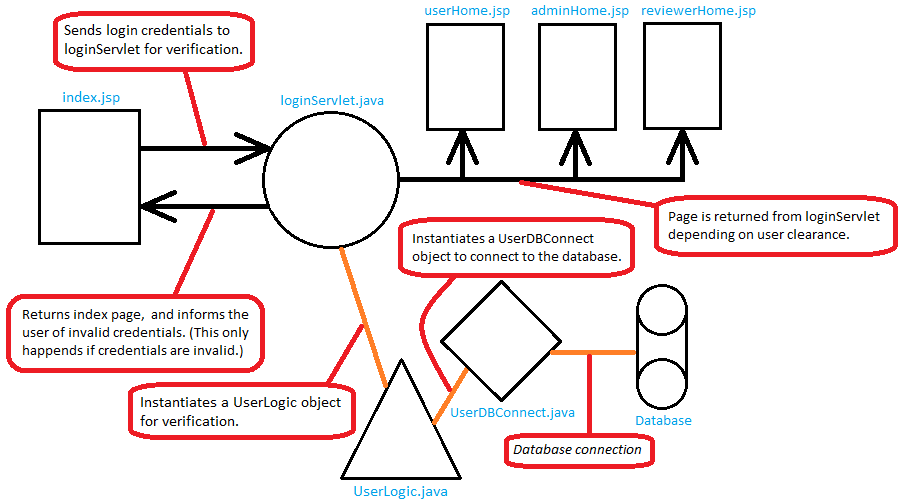 userHome.jsp
adminHome.jsp
reviewerHome.jsp
Sends login credentials to
loginServlet for verification.
index.jsp
loginServlet.java
Page is returned from loginServlet
depending on user clearance.
Instantiates a UserDBConnect
object to connect to the database.
Returns index page,  and informs the
user of invalid credentials. (This only
happends if credentials are invalid.)
Instantiates a UserLogic object
for verification.
UserDBConnect.java
Database
Database connection
UserLogic.java